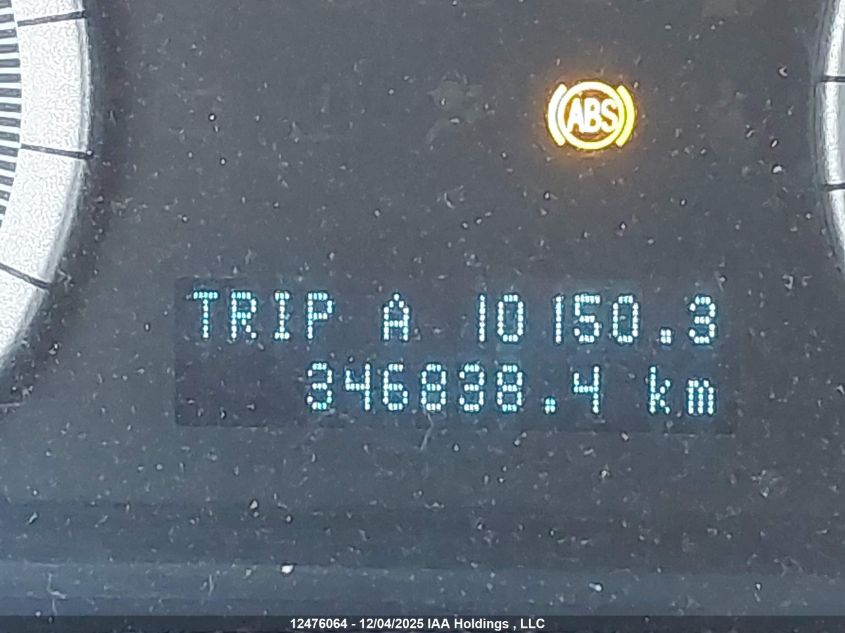 ABS
TRIP A 10150.3
346838.4 km
12476064 - 12/04/2025 IAA Holdings , LLC